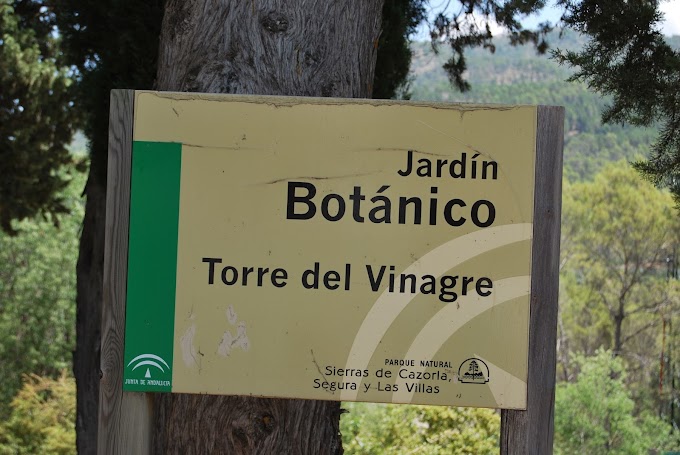 Jardín
Botánico
Torre del Vinagre
PARQUE NATURAL
Sierras de Cazorla,
Segura y Las Villas
JUNTA DE ANDALUCIA